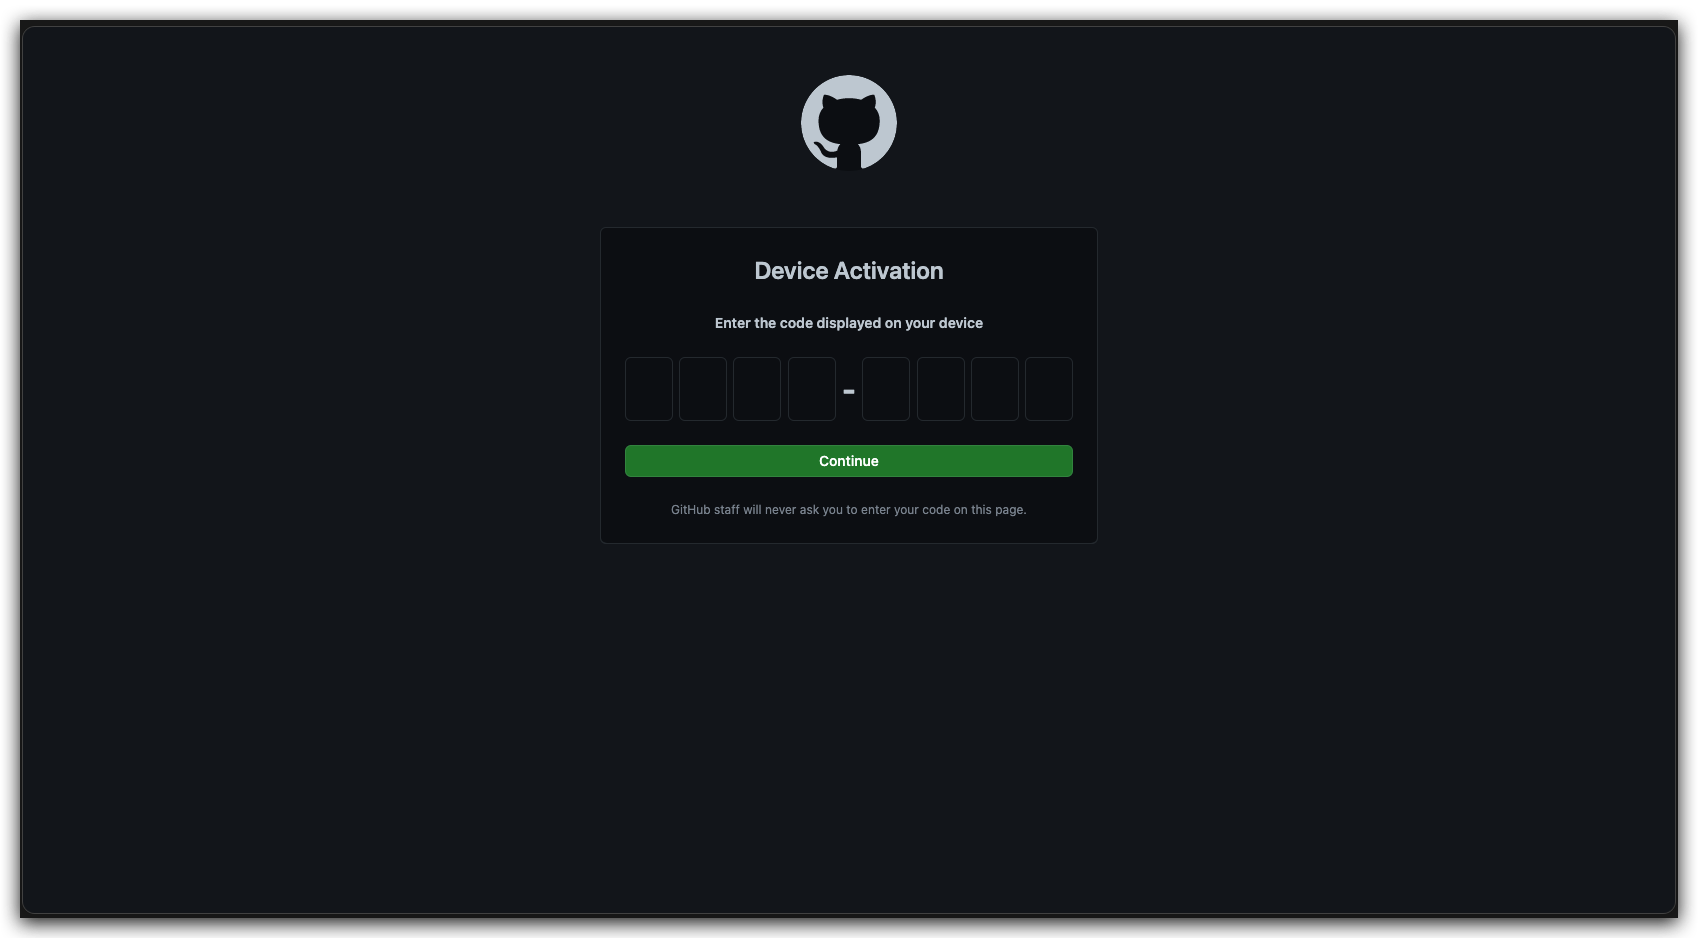 Device Activation
Enter the code displayed on your device
-
Continue
GitHub staff will never ask you to enter your code on this page.